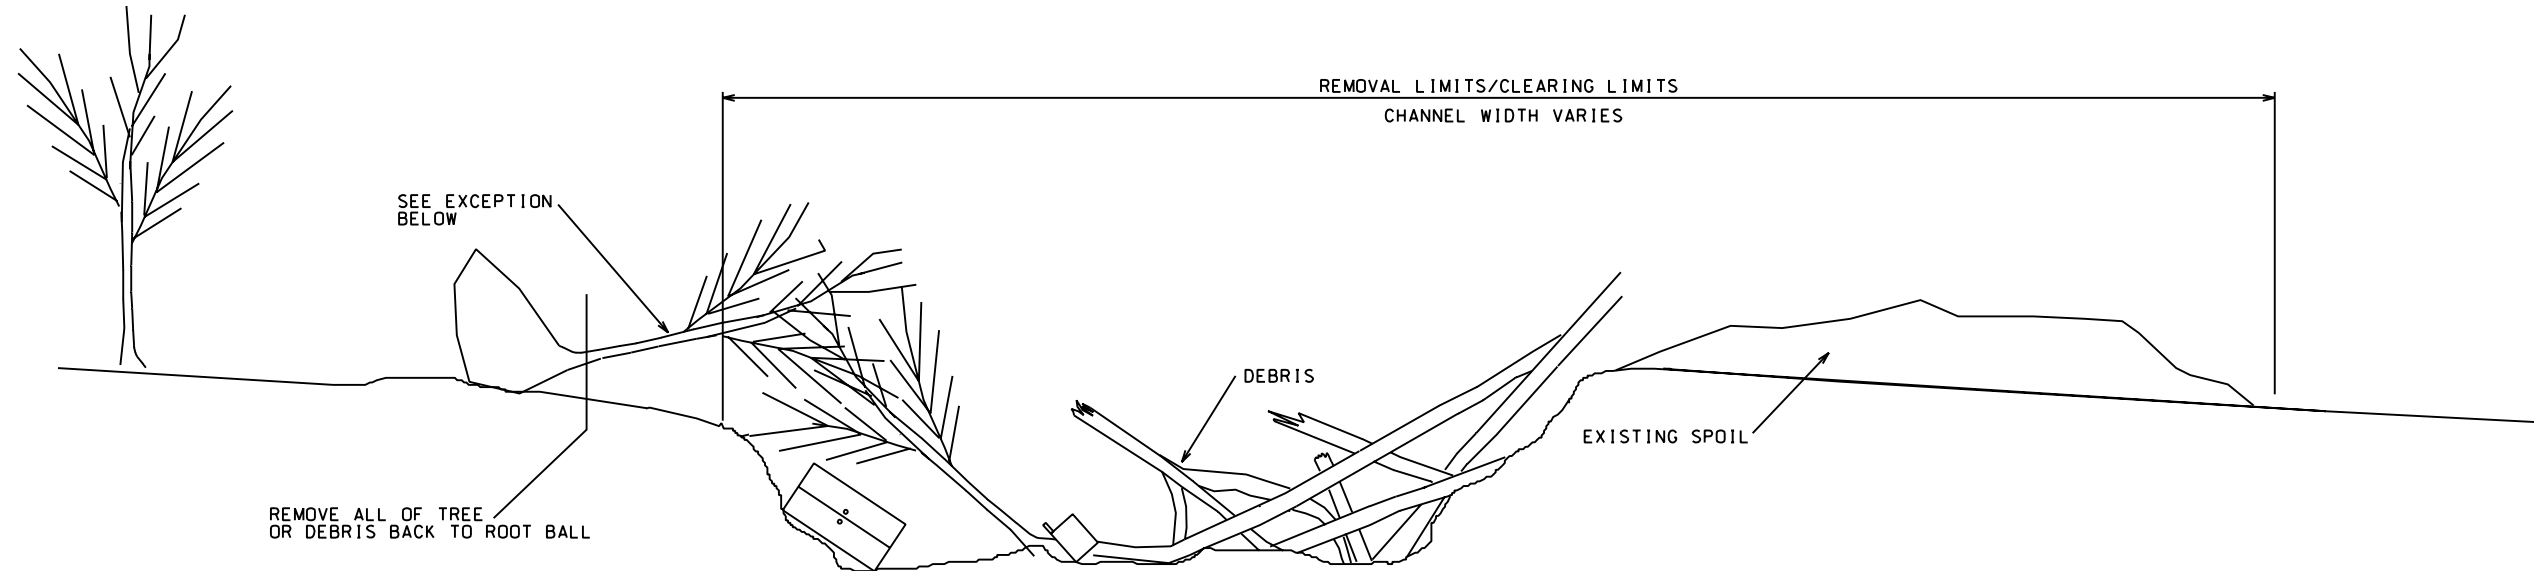 REMOVAL LIMITS/CLEARING LIMITS
CHANNEL WIDTH VARIES
SEE EXCEPTION
BELOW
DEBRIS
EXISTING SPOIL
REMOVE ALL OF TREE
OR DEBRIS BACK TO ROOT BALL